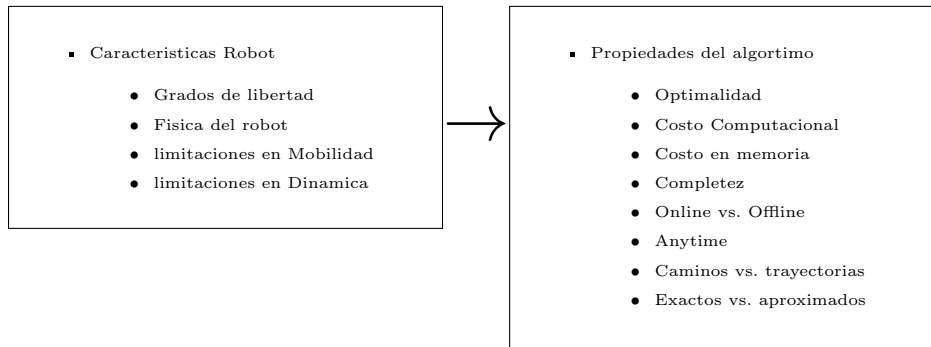 Caracteristicas Robot
Grados de libertad
Fisica del robot
limitaciones en Mobilidad
limitaciones en Dinamica
Propiedades del algortimo
Optimalidad
Costo Computacional
Costo en memoria
Completez
Online vs. Offline
Anytime
Caminos vs. trayectorias
Exactos vs. aproximados